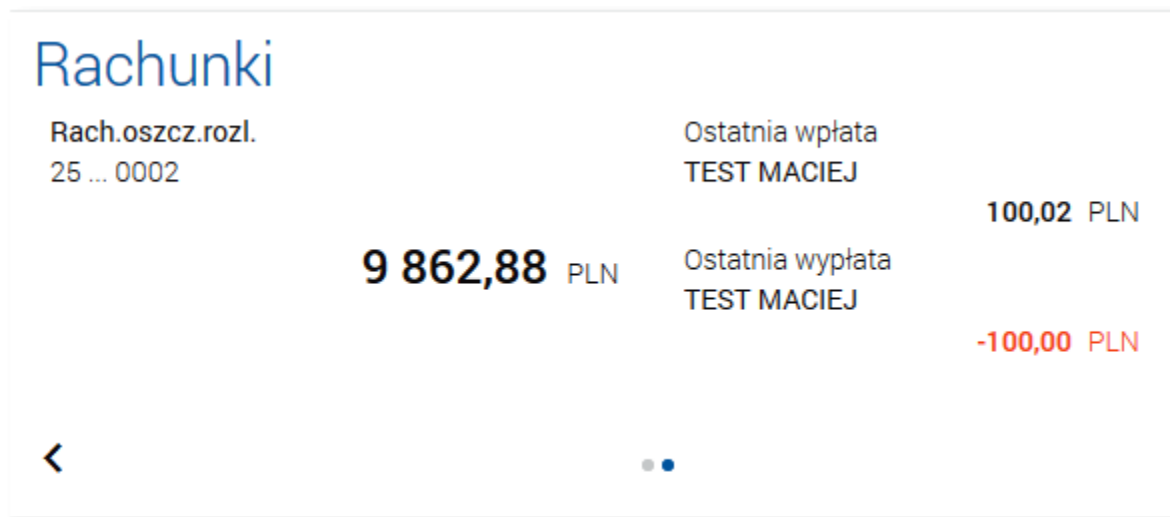 Rachunki
Rach.oszcz.rozl.
25 ... 0002
9 862,88 PLN
Ostatnia wpłata
TEST MACIEJ
100,02 PLN
Ostatnia wypłata
TEST MACIEJ
-100,00 PLN